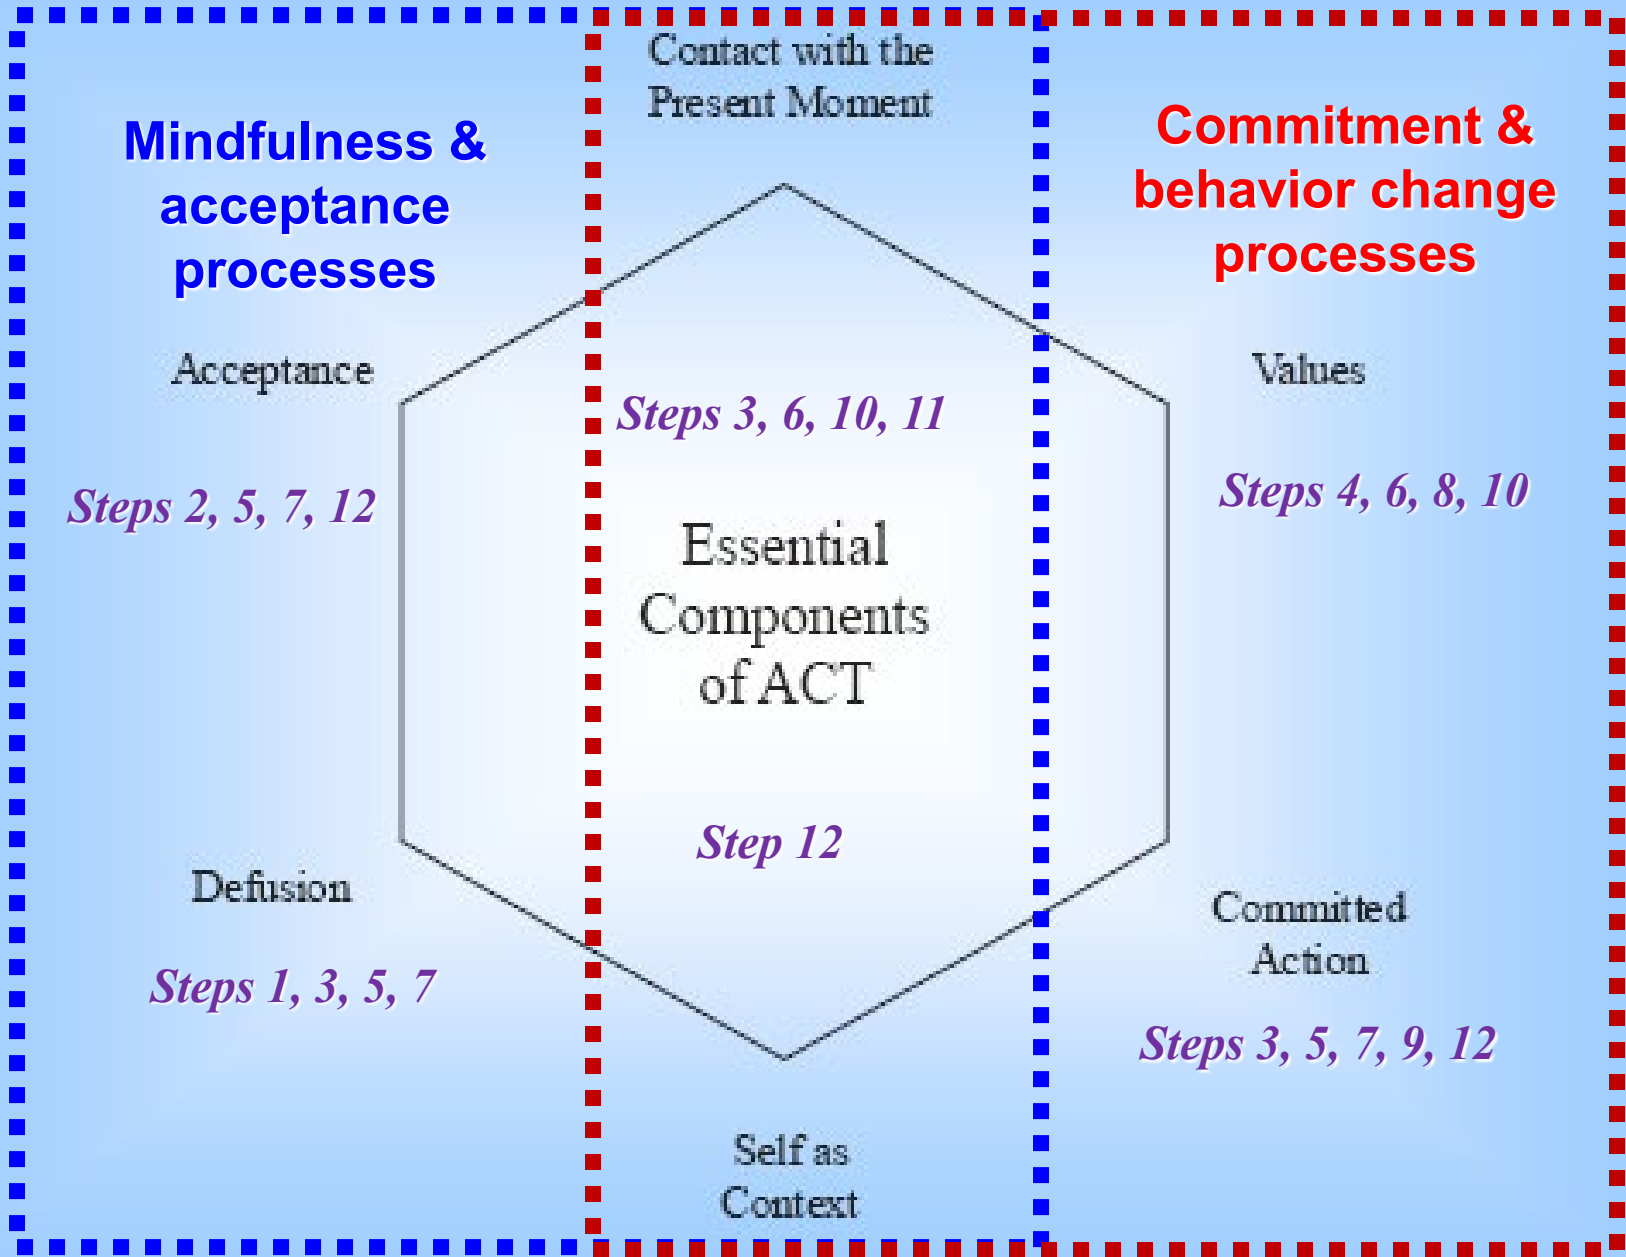 Contact with the
Present Moment
Mindfulness &
acceptance
processes
Commitment &
behavior change
processes
Acceptance
Values
Steps 3, 6, 10, 11
Steps 2, 5, 7, 12
Steps 4, 6, 8, 10
Essential
Components
of ACT
Step 12
Defusion
Committed
Action
Steps 1, 3, 5, 7
Steps 3, 5, 7, 9, 12
Self as
Context